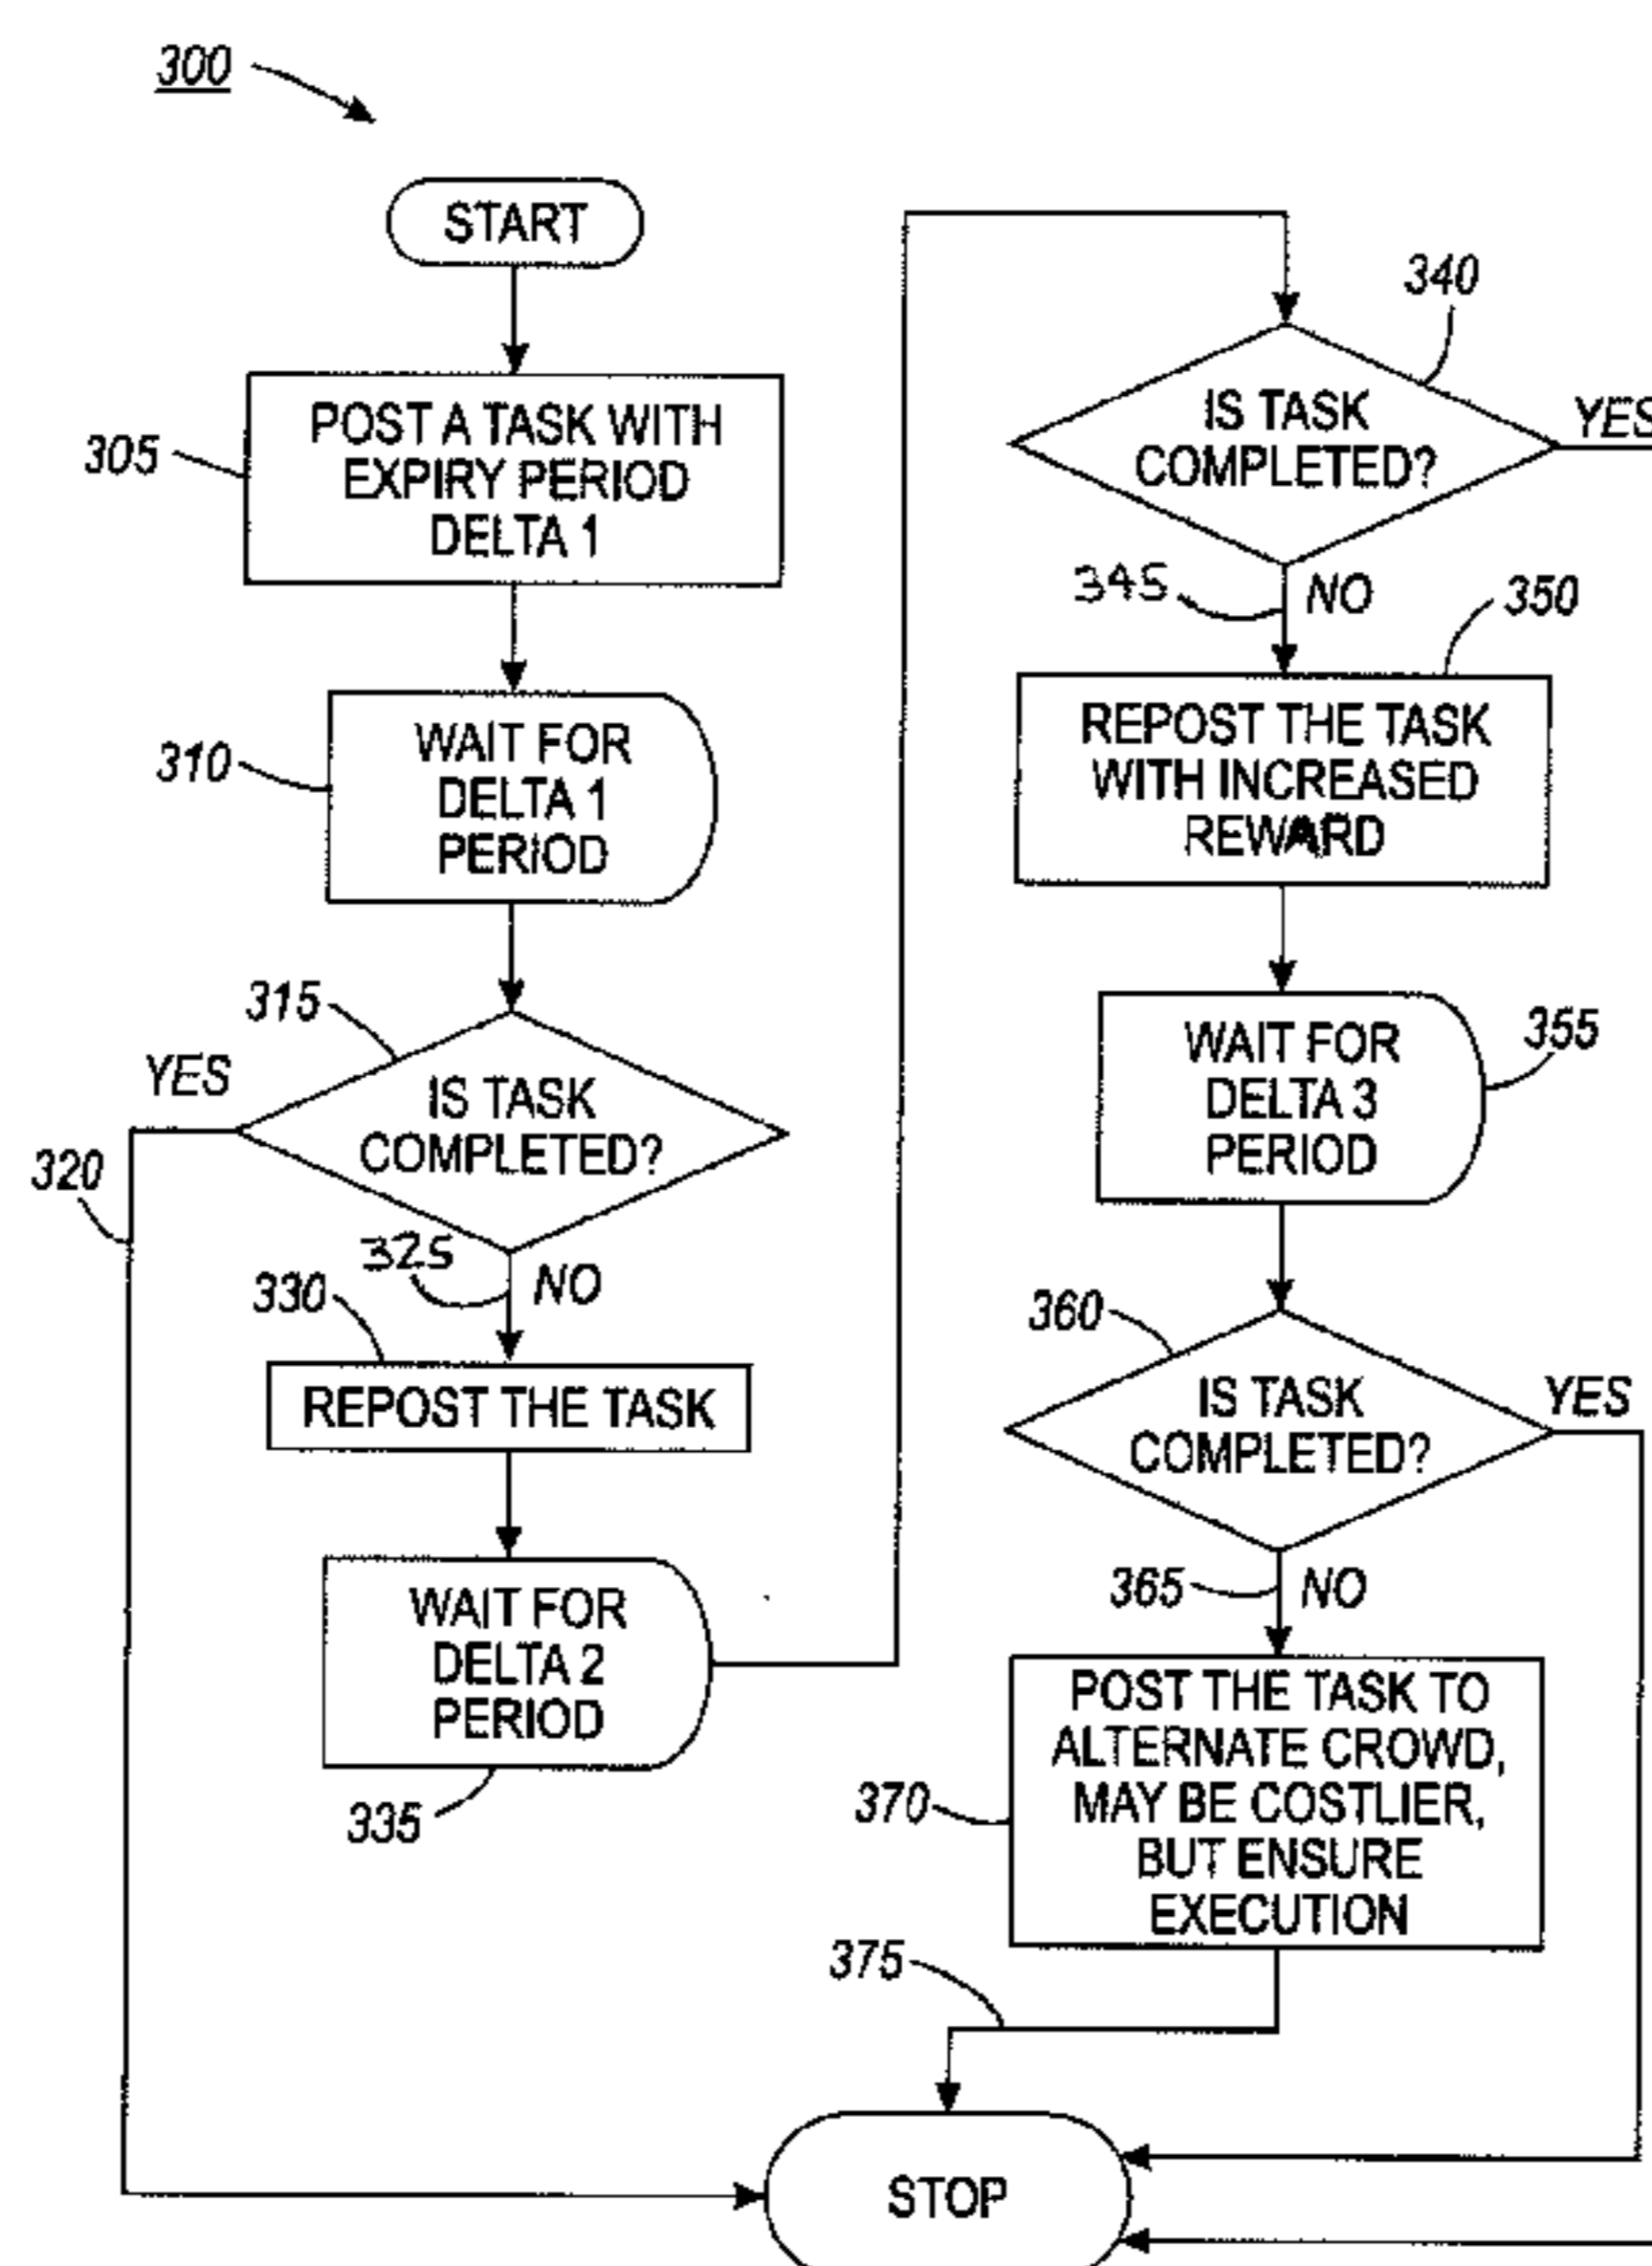 300
START
305
POST A TASK WITH
EXPIRY PERIOD
DELTA 1
310
WAIT FOR
DELTA 1
PERIOD
315
YES
IS TASK
COMPLETED?
320
325
NO
330
REPOST THE TASK
WAIT FOR
DELTA 2
PERIOD
335
340
IS TASK
COMPLETED?
YES
345
NO
350
REPOST THE TASK
WITH INCREASED
REWARD
WAIT FOR
DELTA 3
PERIOD
355
360
IS TASK
COMPLETED?
YES
365
NO
370
POST THE TASK TO
ALTERNATE CROWD,
MAY BE COSTLIER,
BUT ENSURE
EXECUTION
375
STOP